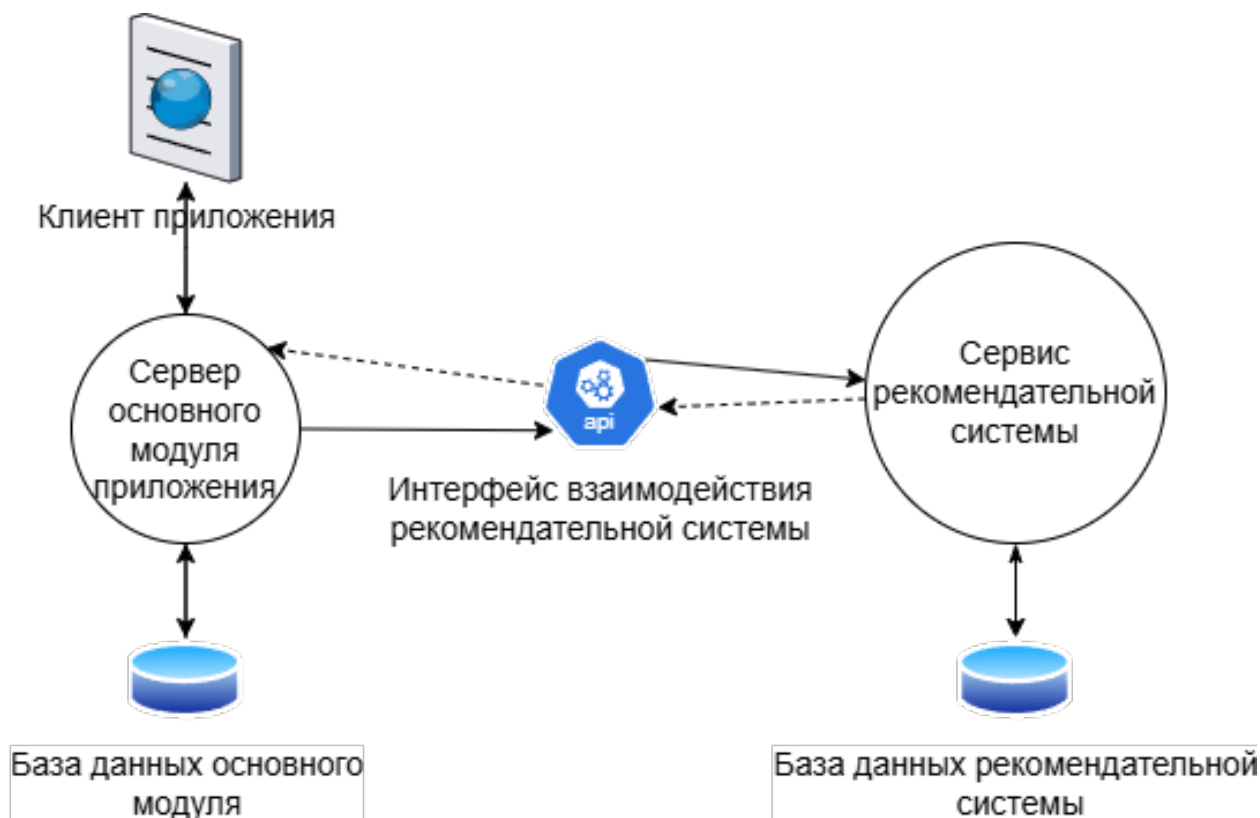 Клиент приложения
Сервер
основного
модуля
приложения
api
Интерфейс взаимодействия
рекомендательной системы
Сервис
рекомендательной
системы
База данных основного
модуля
База данных рекомендательной
системы